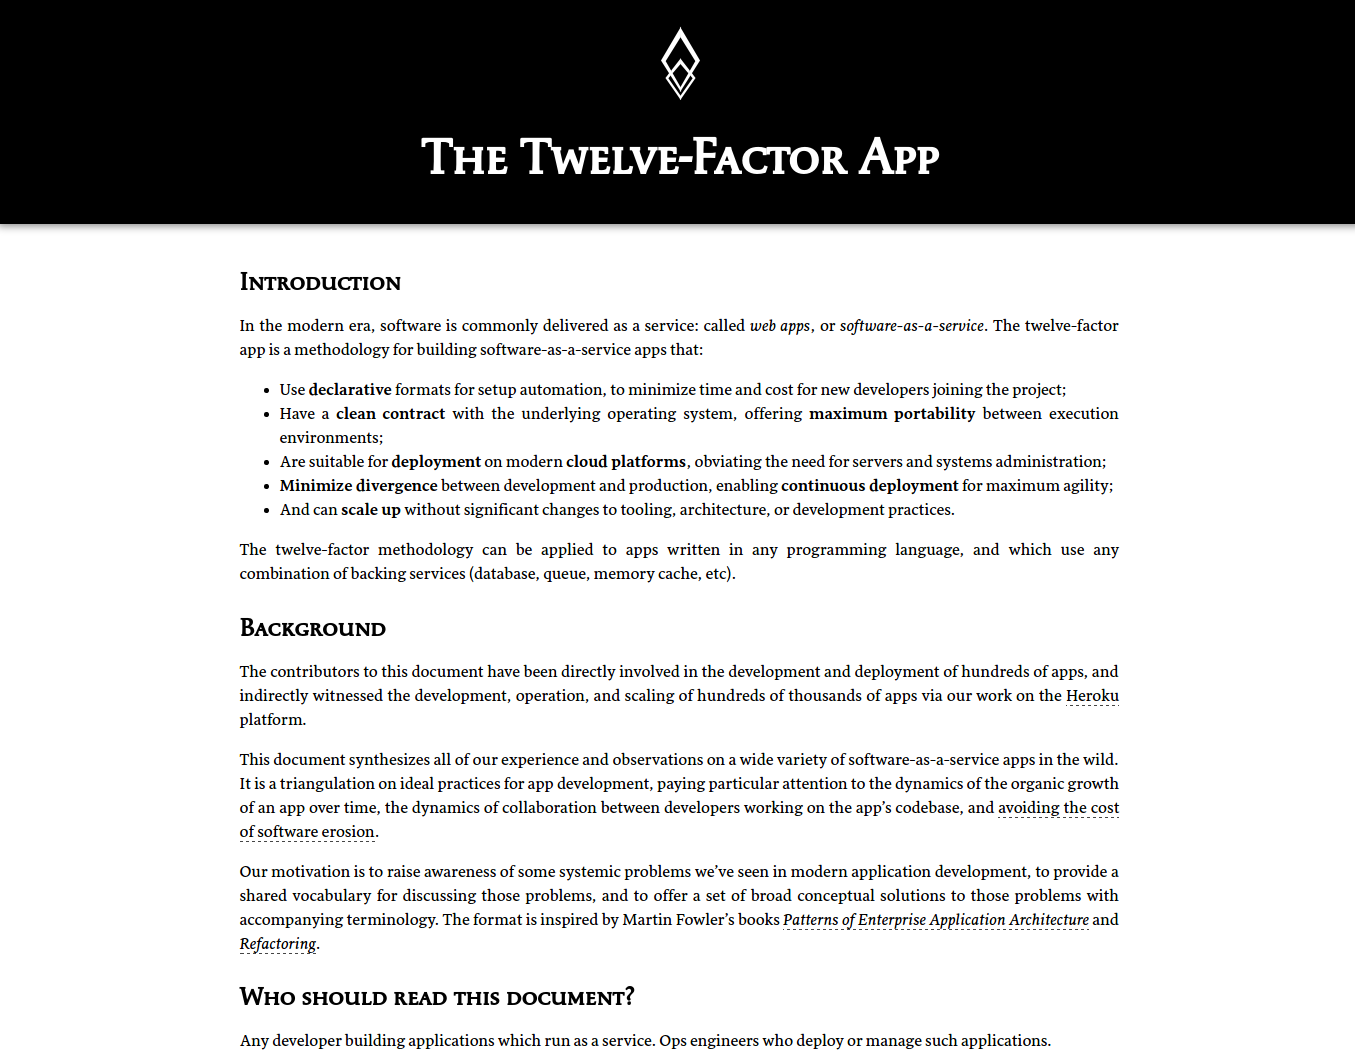 The Twelve-Factor App
Introduction
In the modern era, software is commonly delivered as a service: called web apps, or software-as-a-service. The twelve-factor
app is a methodology for building software-as-a-service apps that:
• Use declarative formats for setup automation, to minimize time and cost for new developers joining the project;
• Have a clean contract with the underlying operating system, offering maximum portability between execution
environments;
• Are suitable for deployment on modern cloud platforms, obviating the need for servers and systems administration;
• Minimize divergence between development and production, enabling continuous deployment for maximum agility;
• And can scale up without significant changes to tooling, architecture, or development practices.
The twelve-factor methodology can be applied to apps written in any programming language, and which use any
combination of backing services (database, queue, memory cache, etc).
Background
The contributors to this document have been directly involved in the development and deployment of hundreds of apps, and
indirectly witnessed the development, operation, and scaling of hundreds of thousands of apps via our work on the Heroku
platform.
This document synthesizes all of our experience and observations on a wide variety of software-as-a-service apps in the wild.
It is a triangulation on ideal practices for app development, paying particular attention to the dynamics of the organic growth
of an app over time, the dynamics of collaboration between developers working on the app’s codebase, and avoiding the cost
of software erosion.
Our motivation is to raise awareness of some systemic problems we’ve seen in modern application development, to provide a
shared vocabulary for discussing those problems, and to offer a set of broad conceptual solutions to those problems with
accompanying terminology. The format is inspired by Martin Fowler’s books Patterns of Enterprise Application Architecture and
Refactoring.
Who should read this document?
Any developer building applications which run as a service. Ops engineers who deploy or manage such applications.